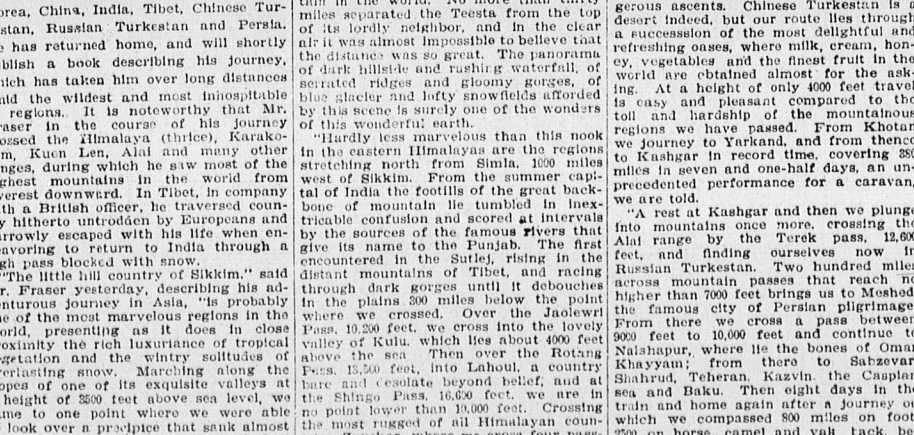 orea, China, India, Tibet, Chinese Tur-
stan, Russian Turkestan and Persia.
has returned home, and will shortly
blish a book describing his journey,
hich has taken him over long distances
the wildest and most inhospitable
regions. It is noteworthy that Mr.
raser in the course of his journey
ossed the Himalaya (thrice), Karako-
m, Kuen Len, Alai and many other
nges, during which he saw most of the
ghest mountains in the world from
verest downward. In Tibet, in company
th a British officer, he traversed coun-
y hitherto untrodden by Europeans and
arrowly escaped with his life when en-
eavoring to return to India through a
gh pass blocked with snow.
"The little hill country of Sikkim," said
r. Fraser yesterday, describing his ad-
nturous journey in Asia, "is probably
e of the most marvelous regions in the
orld, presenting as it does in close
oximity the rich luxuriance of tropical
getation and the wintry solitudes of
erlasting snow. Marching along the
opes of one of its exquisite valleys at
height of 3500 feet above sea level, we
me to one point where we were able
look over a precipice that sank almost
miles separated the Teesta from the top
of its lordly neighbor, and in the clear
air it was almost impossible to believe that
the distance was so great. The panorama
of dark hillside and rushing waterfall, of
serrated ridges and gloomy gorges, of
blue glacier and lofty snowfields afforded
by this scene is surely one of the wonders
of this wonderful earth.
"Hardly less marvelous than this nook
in the eastern Himalayas are the regions
stretching north from Simla, 1000 miles
west of Sikkim. From the summer capi-
tal of India the footills of the great back-
bone of mountain lie tumbled in inex-
tricable confusion and scored at intervals
by the sources of the famous rivers that
give its name to the Punjab. The first
encountered in the Sutlej, rising in the
distant mountains of Tibet, and racing
through dark gorges until it debouches
in the plains 300 miles below the point
where we crossed. Over the Jaolewri
Pass, 10,200 feet, we cross into the lovely
valley of Kulu, which lies about 4000 feet
above the sea Then over the Rotang
Pass, 13,500 feet, into Lahoul, a country
bare and desolate beyond belief; and at
the Shingo Pass, 16,600 feet, we are in
no point lower than 10,000 feet. Crossing
the most rugged of all Himalayan coun-
gerous ascents. Chinese Turkestan is a
desert indeed, but our route lies through
a successsion of the most delightful and
refreshing oases, where milk, cream, hon-
ey, vegetables and the finest fruit in the
world are obtained almost for the ask-
ing. At a height of only 4000 feet travel
is easy and pleasant compared to the
toil and hardship of the mountainous
regions we have passed. From Khotan
we journey to Yarkand, and from thence
to Kashgar in record time, covering 380
miles in seven and one-half days, an un-
precedented performance for a caravan,
we are told.
"A rest at Kashgar and then we plunge
into mountains once more, crossing the
Alai range by the Terek pass, 12,600
feet, and finding ourselves now in
Russian Turkestan. Two hundred miles
across mountain passes that reach no
higher than 7000 feet brings us to Meshod,
the famous city of Persian pilgrimage
From there we cross a pass between
9000 feet to 10,000 feet and continue to
Naishapur, where lie the bones of Omar
Khayyam; from there to Sabzevar,
Shahrud, Teheran, Kazvin, the Caspian
sea and Baku. Then eight days in the
train and home again after a journey on
which we compassed 800 miles on foot,
2500 on horse, camel and yak tack, be-